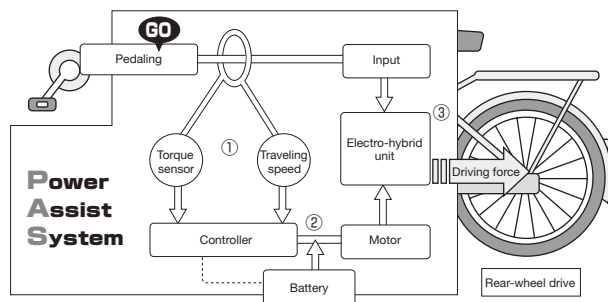 GO
Pedaling
Input
③
Electro-hybrid
unit
①
Torque
sensor
Traveling
speed
Driving force
Power
Assist
System
②
Controller
Motor
Battery
Rear-wheel drive